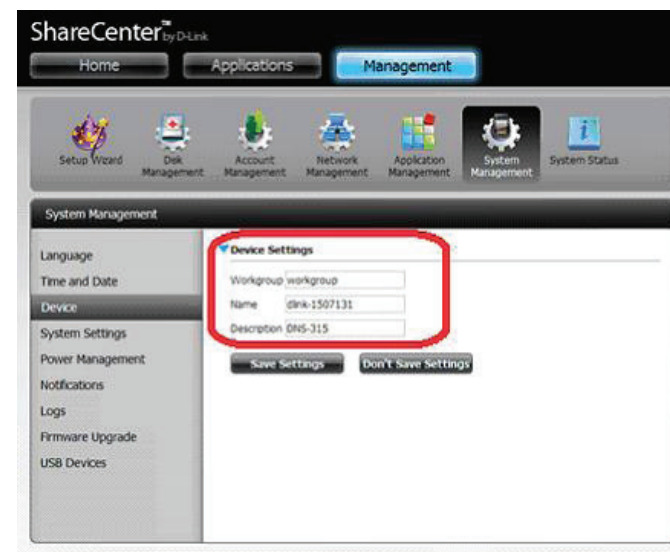 ShareCenter™ by D-Link
Home Applications Management
Setup Wizard Disk Management Account Management Network Management Application Management System Management System Status
System Management
Language
Time and Date
Device
System Settings
Power Management
Notifications
Logs
Firmware Upgrade
USB Devices
Device Settings
Workgroup workgroup
Name dlink-1507131
Description DNS-315
Save Settings Don't Save Settings